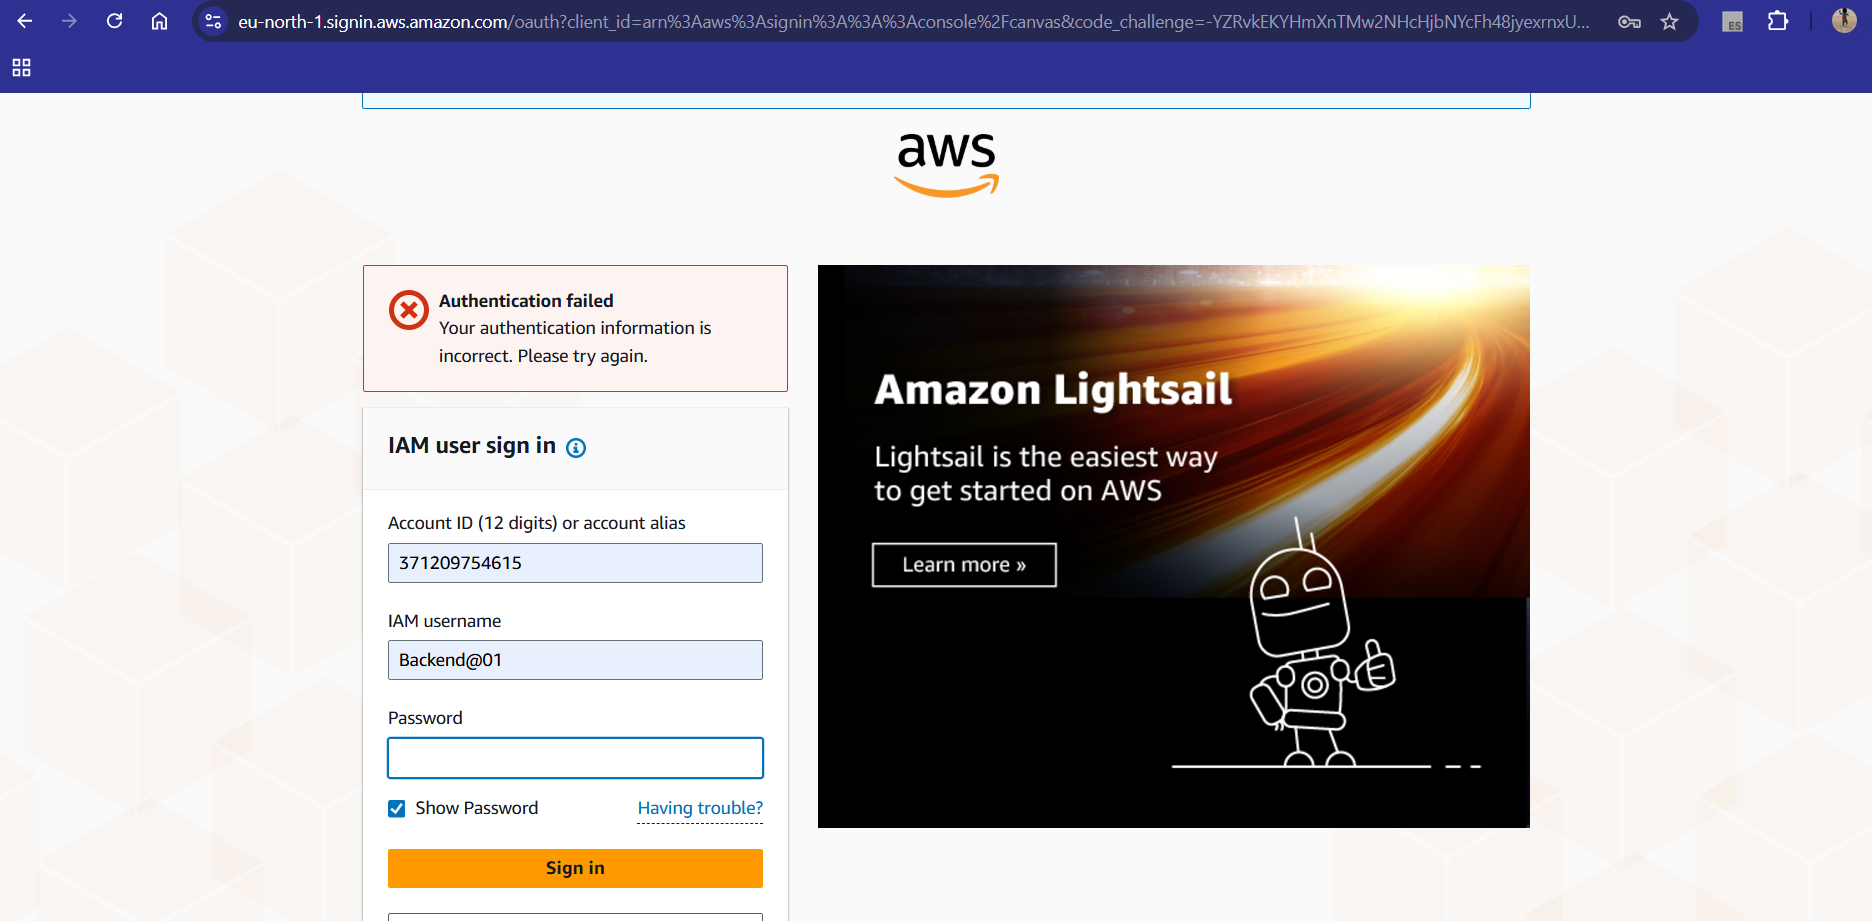 eu-north-1.signin.aws.amazon.com/oauth?client_id=arn%3Aaws%3Asignin%3A%3A%3Aconsole%2Fcanvas&code_challenge=-YZRvkEKYHmXnTMw2NHcHjbNYcFh48jyexrnxU...
ES
aws
Authentication failed
Your authentication information is
incorrect. Please try again.
IAM user sign in
Account ID (12 digits) or account alias
371209754615
IAM username
Backend@01
Password
Show Password
Having trouble?
Sign in
Amazon Lightsail
Lightsail is the easiest way
to get started on AWS
Learn more »